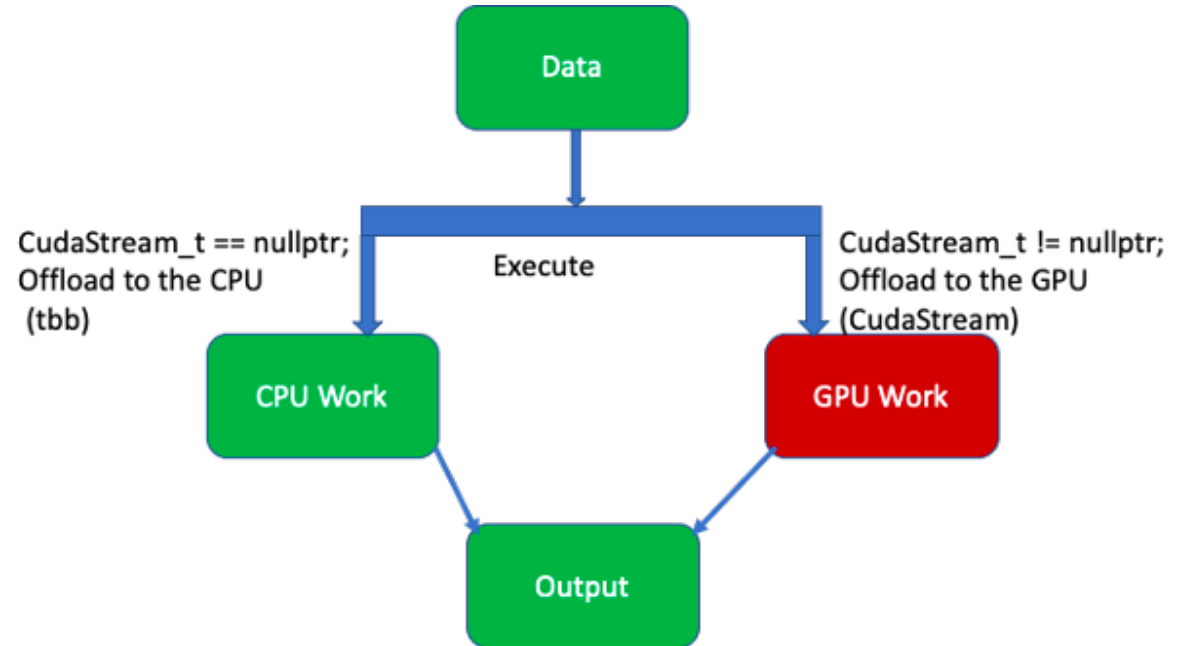 Data
CudaStream_t == nullptr;
Offload to the CPU
(tbb)
Execute
CudaStream_t != nullptr;
Offload to the GPU
(CudaStream)
CPU Work
GPU Work
Output